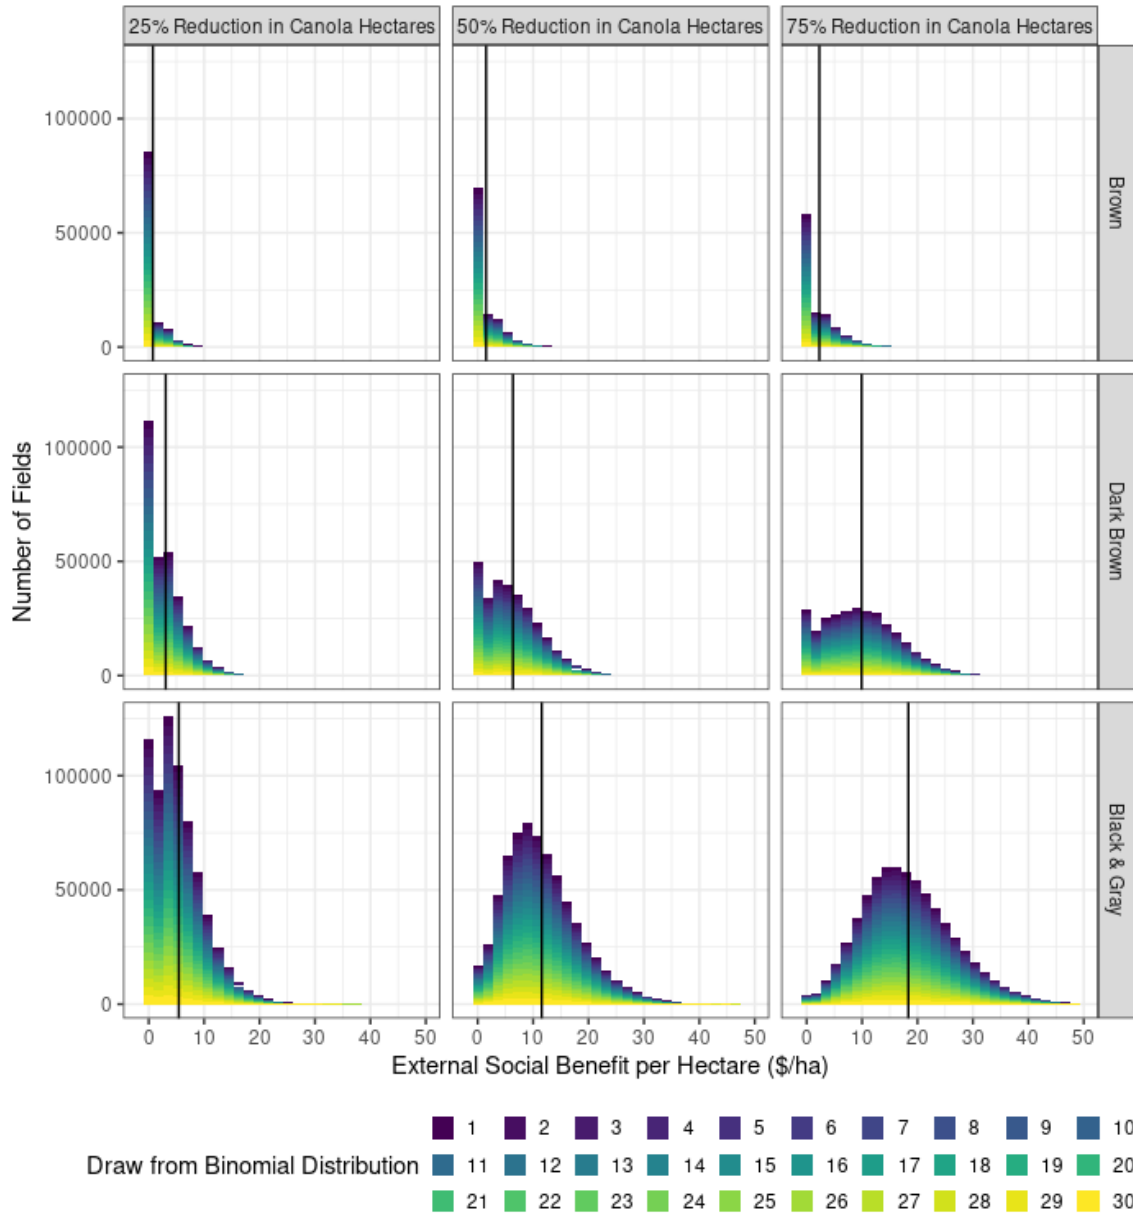 25% Reduction in Canola Hectares 50% Reduction in Canola Hectares 75% Reduction in Canola Hectares
100000
50000
0
Brown
100000
50000
0
Dark Brown
Number of Fields
100000
50000
0
Black & Gray
0 10 20 30 40 50 0 10 20 30 40 50 0 10 20 30 40 50
External Social Benefit per Hectare ($/ha)
Draw from Binomial Distribution
1 2 3 4 5 6 7 8 9 10
11 12 13 14 15 16 17 18 19 20
21 22 23 24 25 26 27 28 29 30